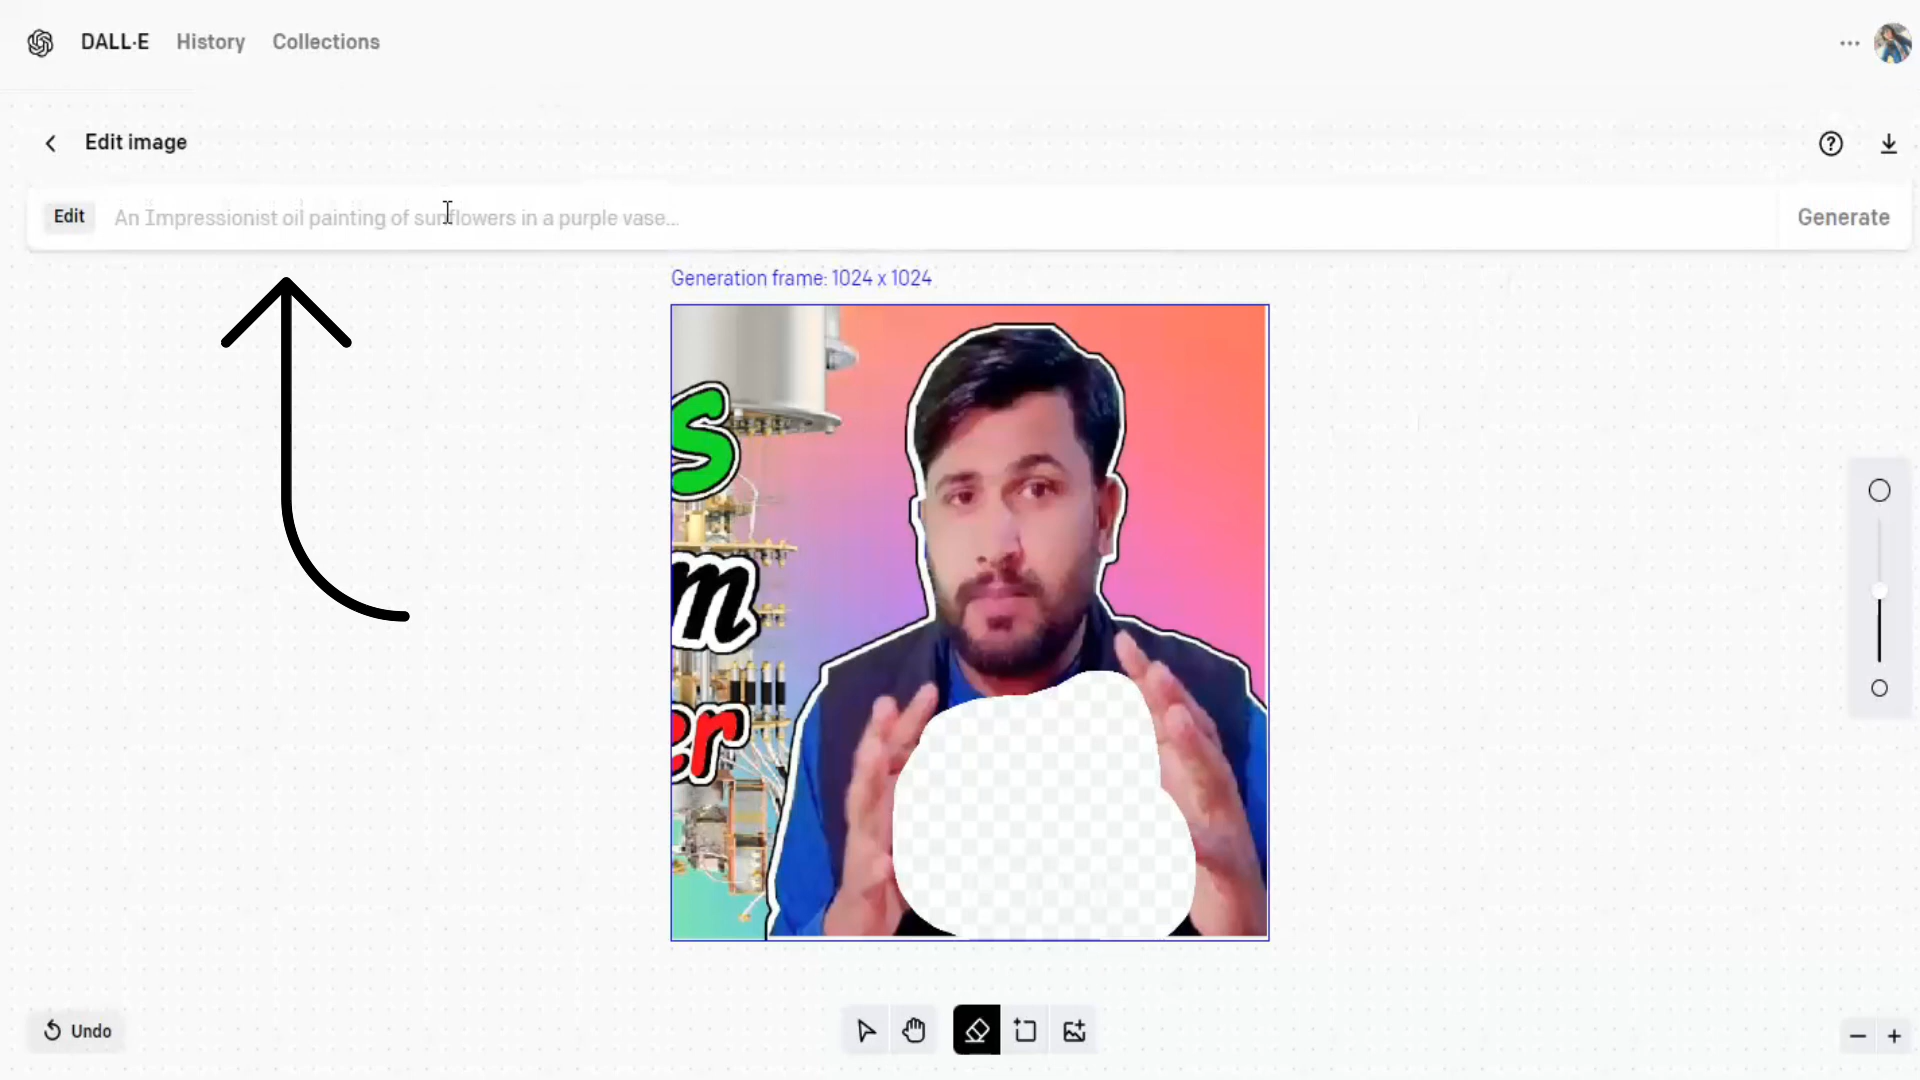 DALL·E History Collections
Edit image
Edit An Impressionist oil painting of sunflowers in a purple vase... Generate
Generation frame: 1024 x 1024
s
m
er
Undo